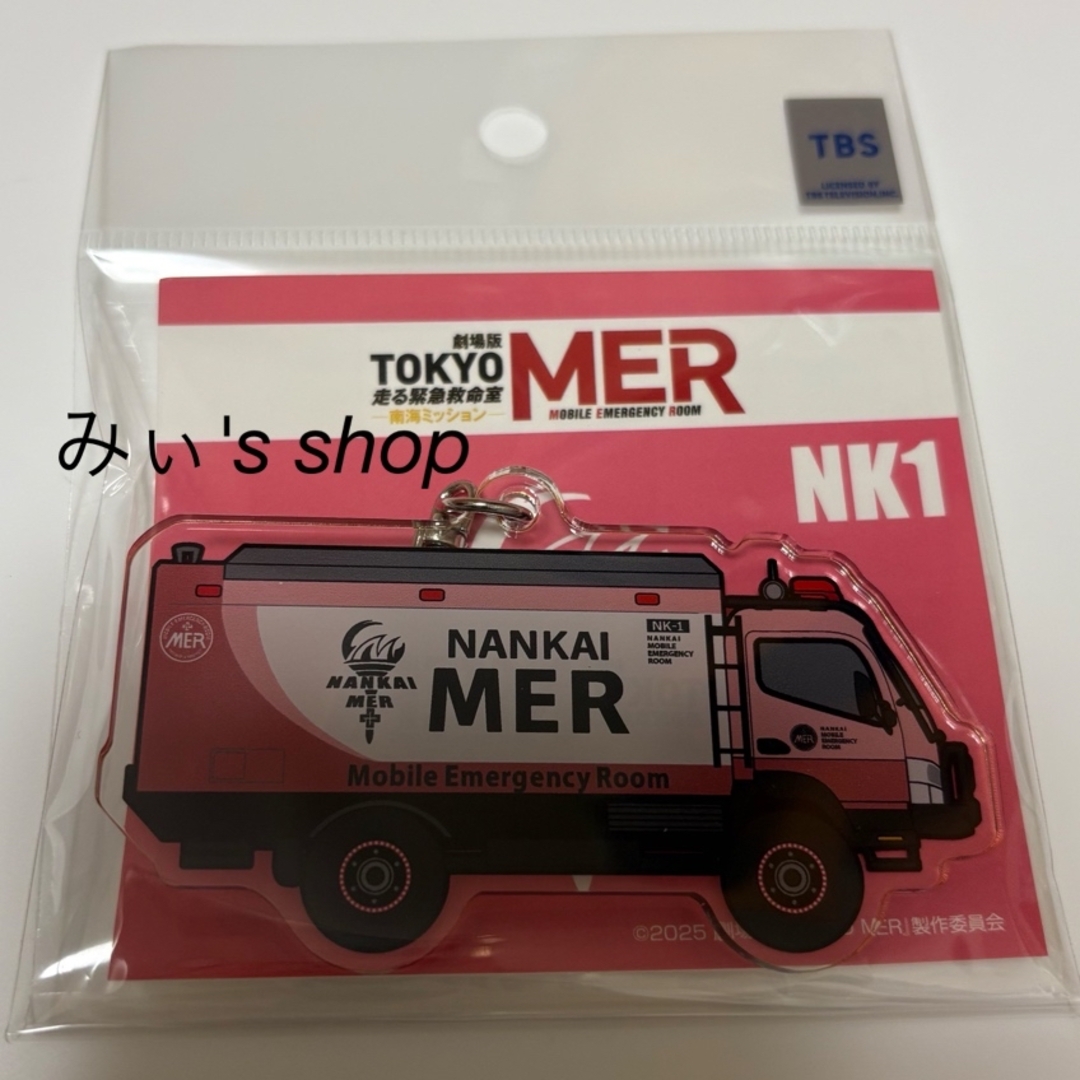 TBS
LICENSED BY
TBS TELEVISION, INC.
劇場版
TOKYO MER
走る緊急救命室
南海ミッション
MOBILE EMERGENCY ROOM
みぃ's shop
NK1
MER
NANKAI
MER
NANKAI
MER
NK-1
NANKAI
MOBILE
EMERGENCY
ROOM
MER
NANKAI
MOBILE
EMERGENCY
ROOM
Mobile Emergency Room
©2025 劇 MER」製作委員会